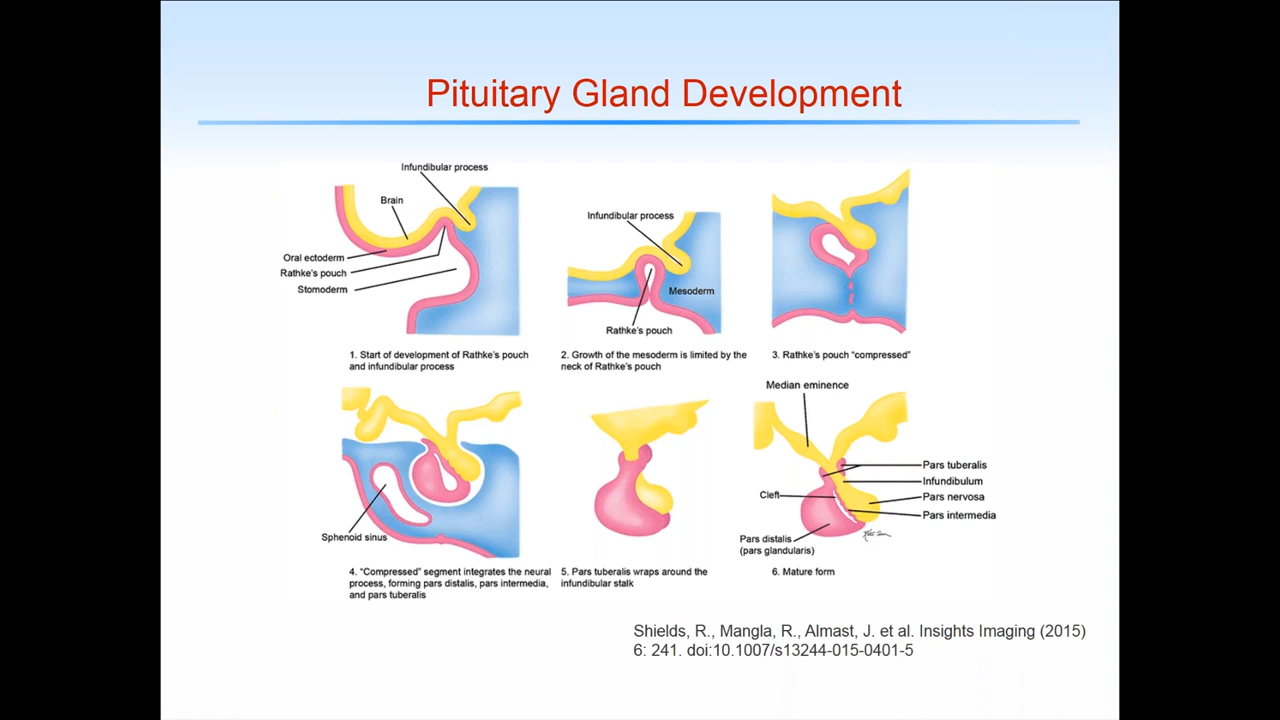 Pituitary Gland Development
Infundibular process
Brain
Oral ectoderm
Rathke's pouch
Stomoderm
1. Start of development of Rathke's pouch
and infundibular process
Infundibular process
Mesoderm
Rathke's pouch
2. Growth of the mesoderm is limited by the
neck of Rathke's pouch
3. Rathke's pouch “compressed”
Sphenoid sinus
4. “Compressed” segment integrates the neural
process, forming pars distalis, pars intermedia,
and pars tuberalis
5. Pars tuberalis wraps around the
infundibular stalk
Median eminence
Pars tuberalis
Infundibulum
Cleft
Pars nervosa
Pars intermedia
Pars distalis
(pars glandularis)
6. Mature form
Shields, R., Mangla, R., Almast, J. et al. Insights Imaging (2015)
6: 241. doi:10.1007/s13244-015-0401-5